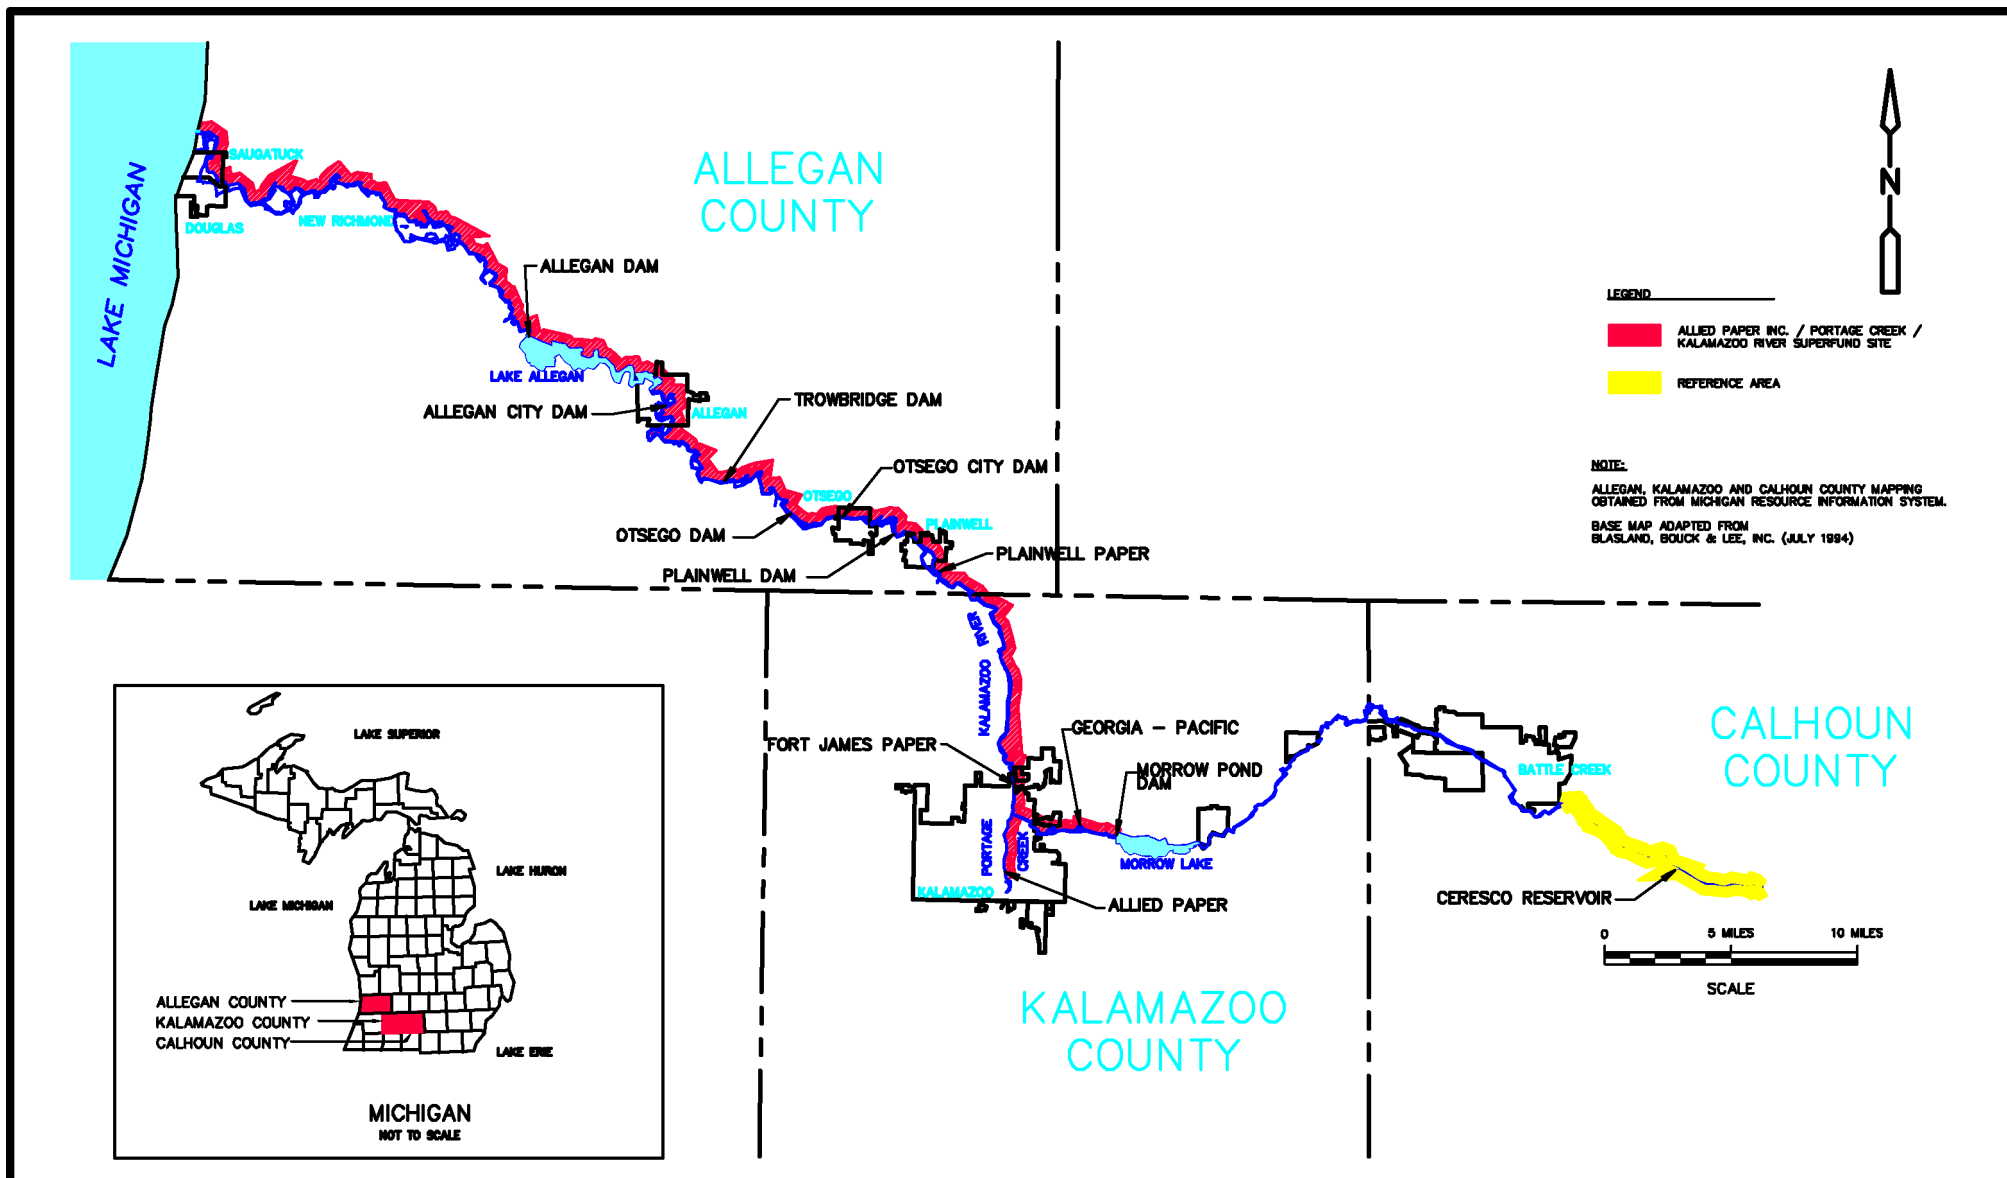 ALLEGAN
COUNTY
LAKE MICHIGAN
SAUGATUCK
DOUGLAS
NEW RICHMOND
ALLEGAN DAM
LAKE ALLEGAN
ALLEGAN CITY DAM
ALLEGAN
TROWBRIDGE DAM
OTSEGO CITY DAM
OTSEGO
OTSEGO DAM
PLAINWELL
PLAINWELL PAPER
PLAINWELL DAM
N
LEGEND
ALLIED PAPER INC. / PORTAGE CREEK /
KALAMAZOO RIVER SUPERFUND SITE
REFERENCE AREA
NOTE:
ALLEGAN, KALAMAZOO AND CALHOUN COUNTY MAPPING
OBTAINED FROM MICHIGAN RESOURCE INFORMATION SYSTEM.
BASE MAP ADAPTED FROM
BLASLAND, BOUCK & LEE, INC. (JULY 1994)
KALAMAZOO RIVER
FORT JAMES PAPER
GEORGIA - PACIFIC
MORROW POND
DAM
PORTAGE
CREEK
MORROW LAKE
KALAMAZOO
ALLIED PAPER
KALAMAZOO
COUNTY
CALHOUN
COUNTY
BATTLE CREEK
CERESCO RESERVOIR
0 5 MILES 10 MILES
SCALE
LAKE SUPERIOR
LAKE HURON
LAKE MICHIGAN
ALLEGAN COUNTY
KALAMAZOO COUNTY
CALHOUN COUNTY
LAKE ERIE
MICHIGAN
NOT TO SCALE